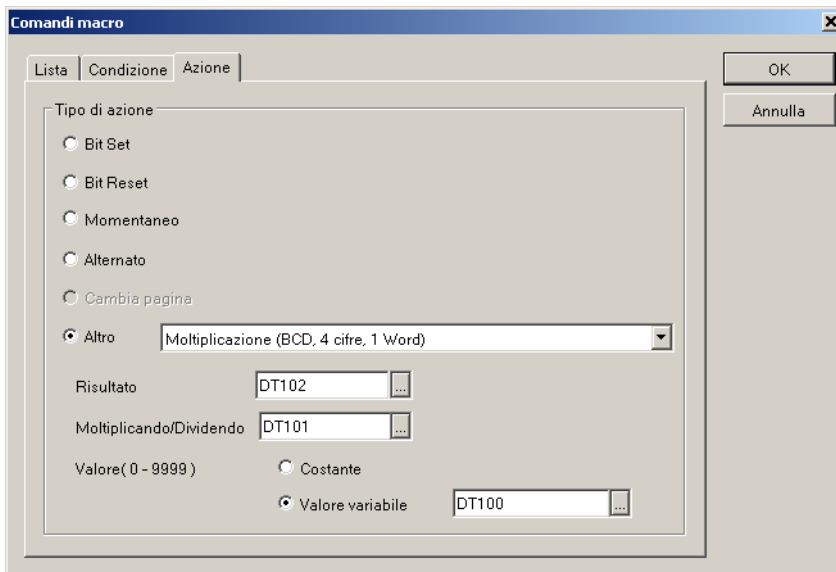 Comandi macro
Lista Condizione Azione
OK
Annulla
Tipo di azione
Bit Set
Bit Reset
Momentaneo
Alternato
Cambia pagina
Altro Moltiplicazione (BCD, 4 cifre, 1 Word)
Risultato DT102 ...
Moltiplicando/Dividendo DT101 ...
Valore( 0 - 9999 ) Costante
Valore variabile DT100 ...